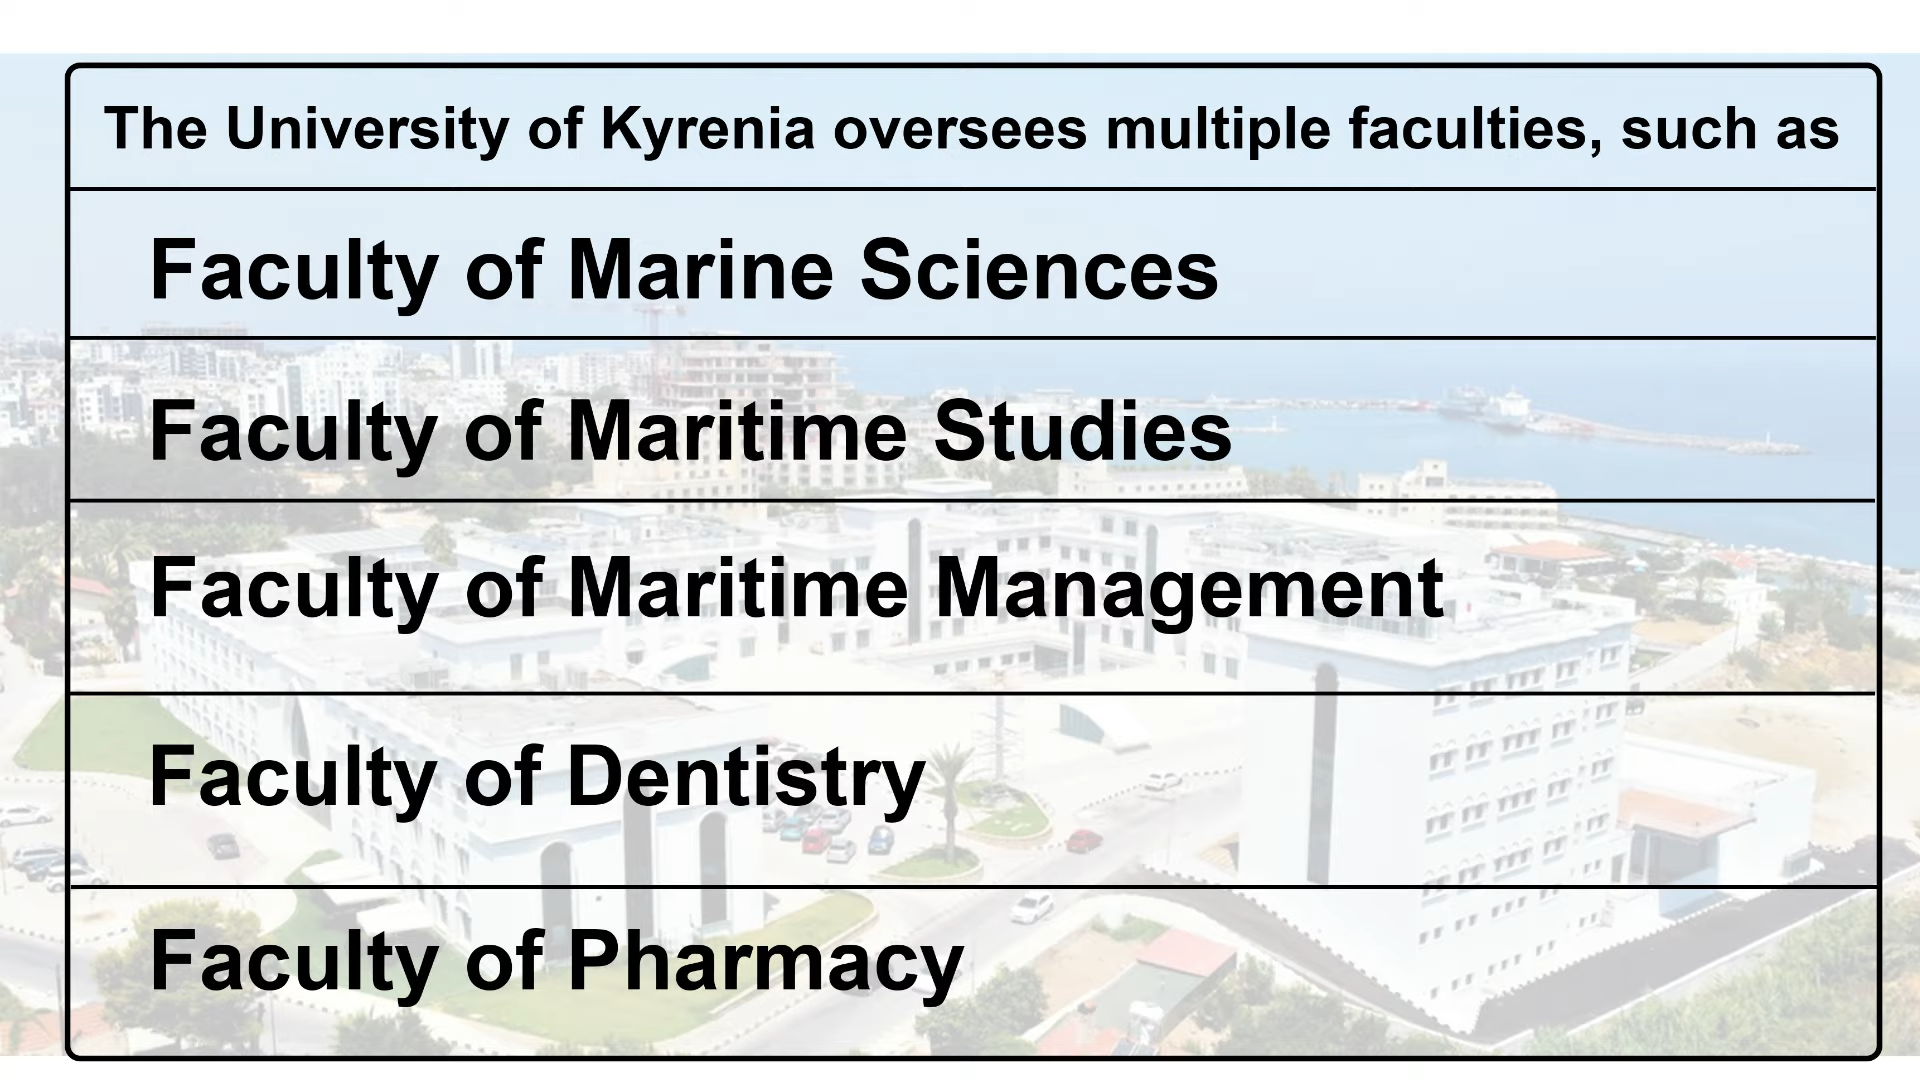 The University of Kyrenia oversees multiple faculties, such as
Faculty of Marine Sciences
Faculty of Maritime Studies
Faculty of Maritime Management
Faculty of Dentistry
Faculty of Pharmacy